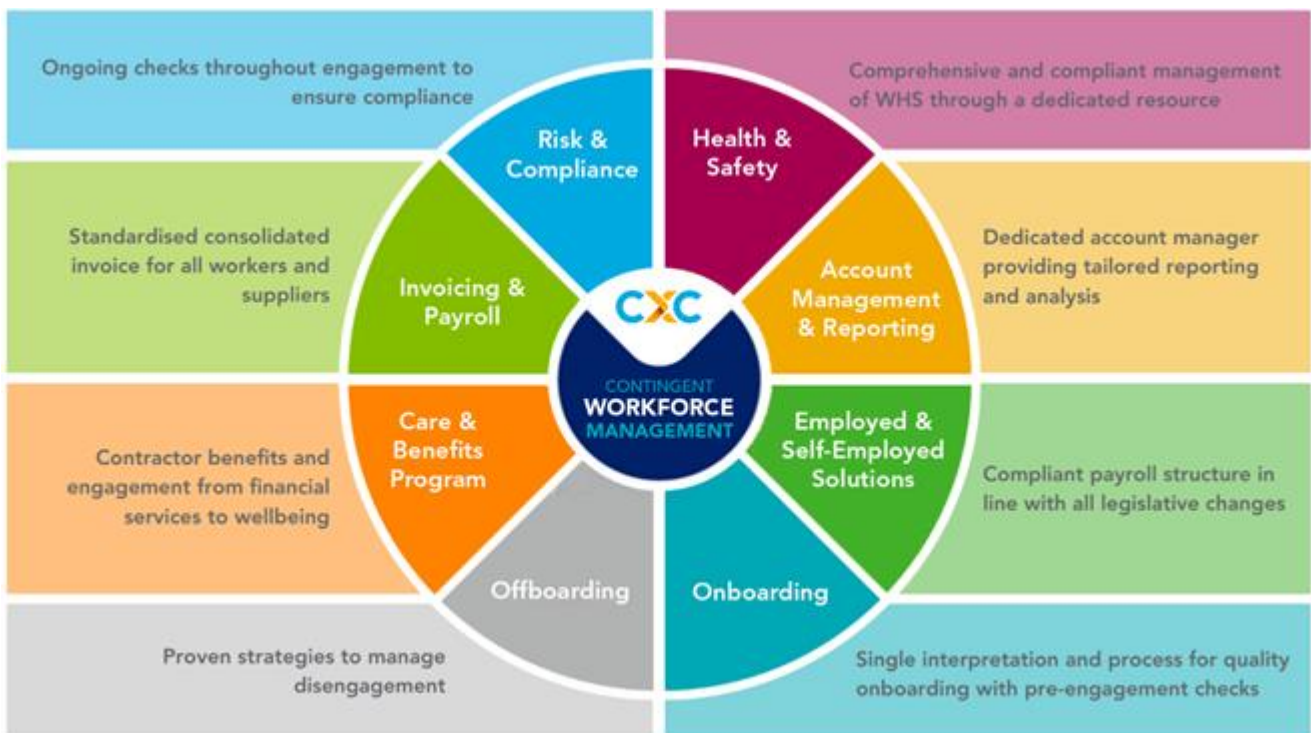 Ongoing checks throughout engagement to
ensure compliance
Risk &
Compliance
Health &
Safety
Comprehensive and compliant management
of WHS through a dedicated resource
Standardised consolidated
invoice for all workers and
suppliers
Invoicing &
Payroll
Account
Management
& Reporting
Dedicated account manager
providing tailored reporting
and analysis
CXC
CONTINGENT
WORKFORCE
MANAGEMENT
Contractor benefits and
engagement from financial
services to wellbeing
Care &
Benefits
Program
Employed &
Self-Employed
Solutions
Compliant payroll structure in
line with all legislative changes
Proven strategies to manage
disengagement
Offboarding
Onboarding
Single interpretation and process for quality
onboarding with pre-engagement checks